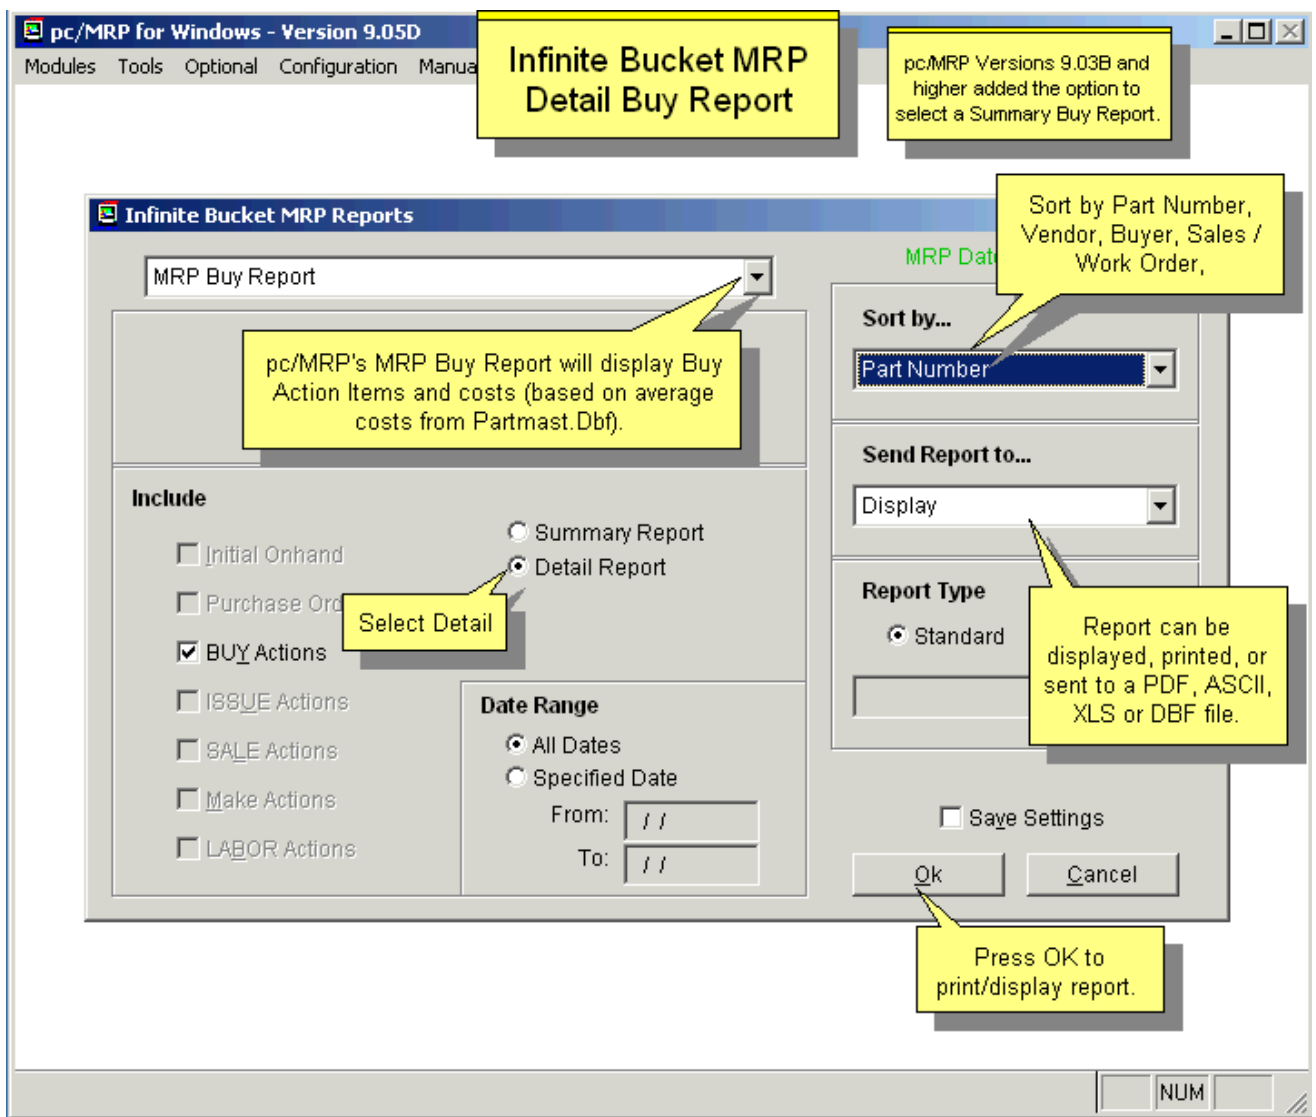 pc/MRP for Windows - Version 9.05D
Modules Tools Optional Configuration
Infinite Bucket MRP
Detail Buy Report
pc/MRP Versions 9.03B and
higher added the option to
select a Summary Buy Report.
Infinite Bucket MRP Reports
Sort by Part Number,
Vendor, Buyer, Sales /
Work Order,
MRP Buy Report
MRP
pc/MRP's MRP Buy Report will display Buy
Action Items and costs (based on average
costs from Partmast.Dbf).
Sort by...
Part Number
Send Report to...
Display
Include
Initial Onhand
Purchase
BUY Actions
ISSUE Actions
SALE Actions
Make Actions
LABOR Actions
Summary Report
Detail Report
Select Detail
Date Range
All Dates
Specified Date
From: / /
To: / /
Report Type
Standard
Report can be
displayed, printed, or
sent to a PDF, ASCII,
XLS or DBF file.
Save Settings
Ok Cancel
Press OK to
print/display report.
NUM